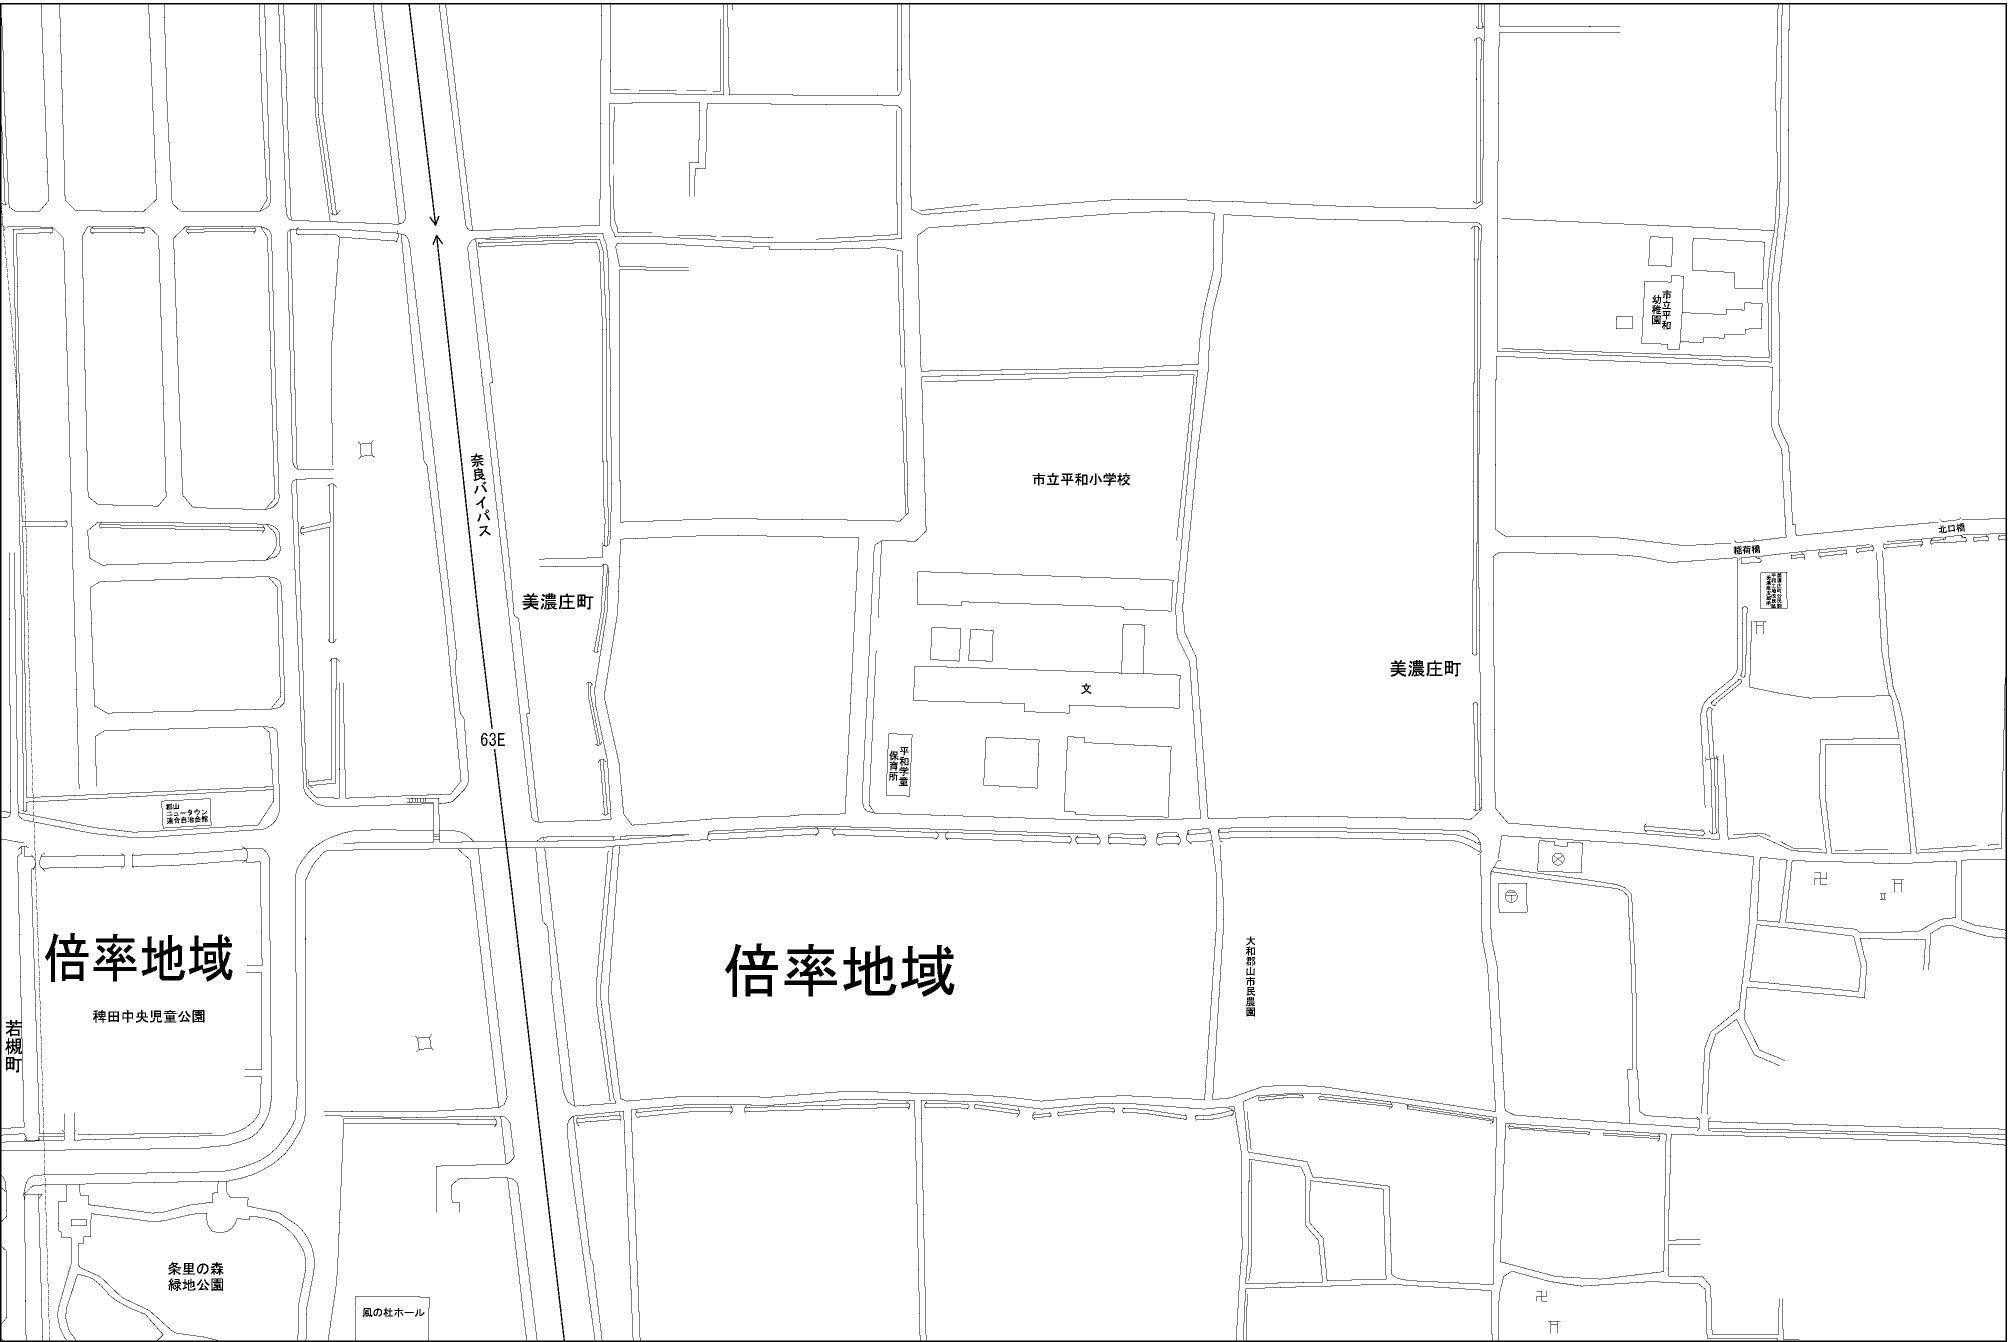 市立平和
幼稚園
奈良バイパス
市立平和小学校
北口橋
稲荷橋
美濃庄町
美濃庄町
文
63E
平和学童
保育所
郡山
ニュータウン
連合自治会館
倍率地域
倍率地域
大和郡山市民農園
稗田中央児童公園
若槻町
条里の森
緑地公園
風の杜ホール